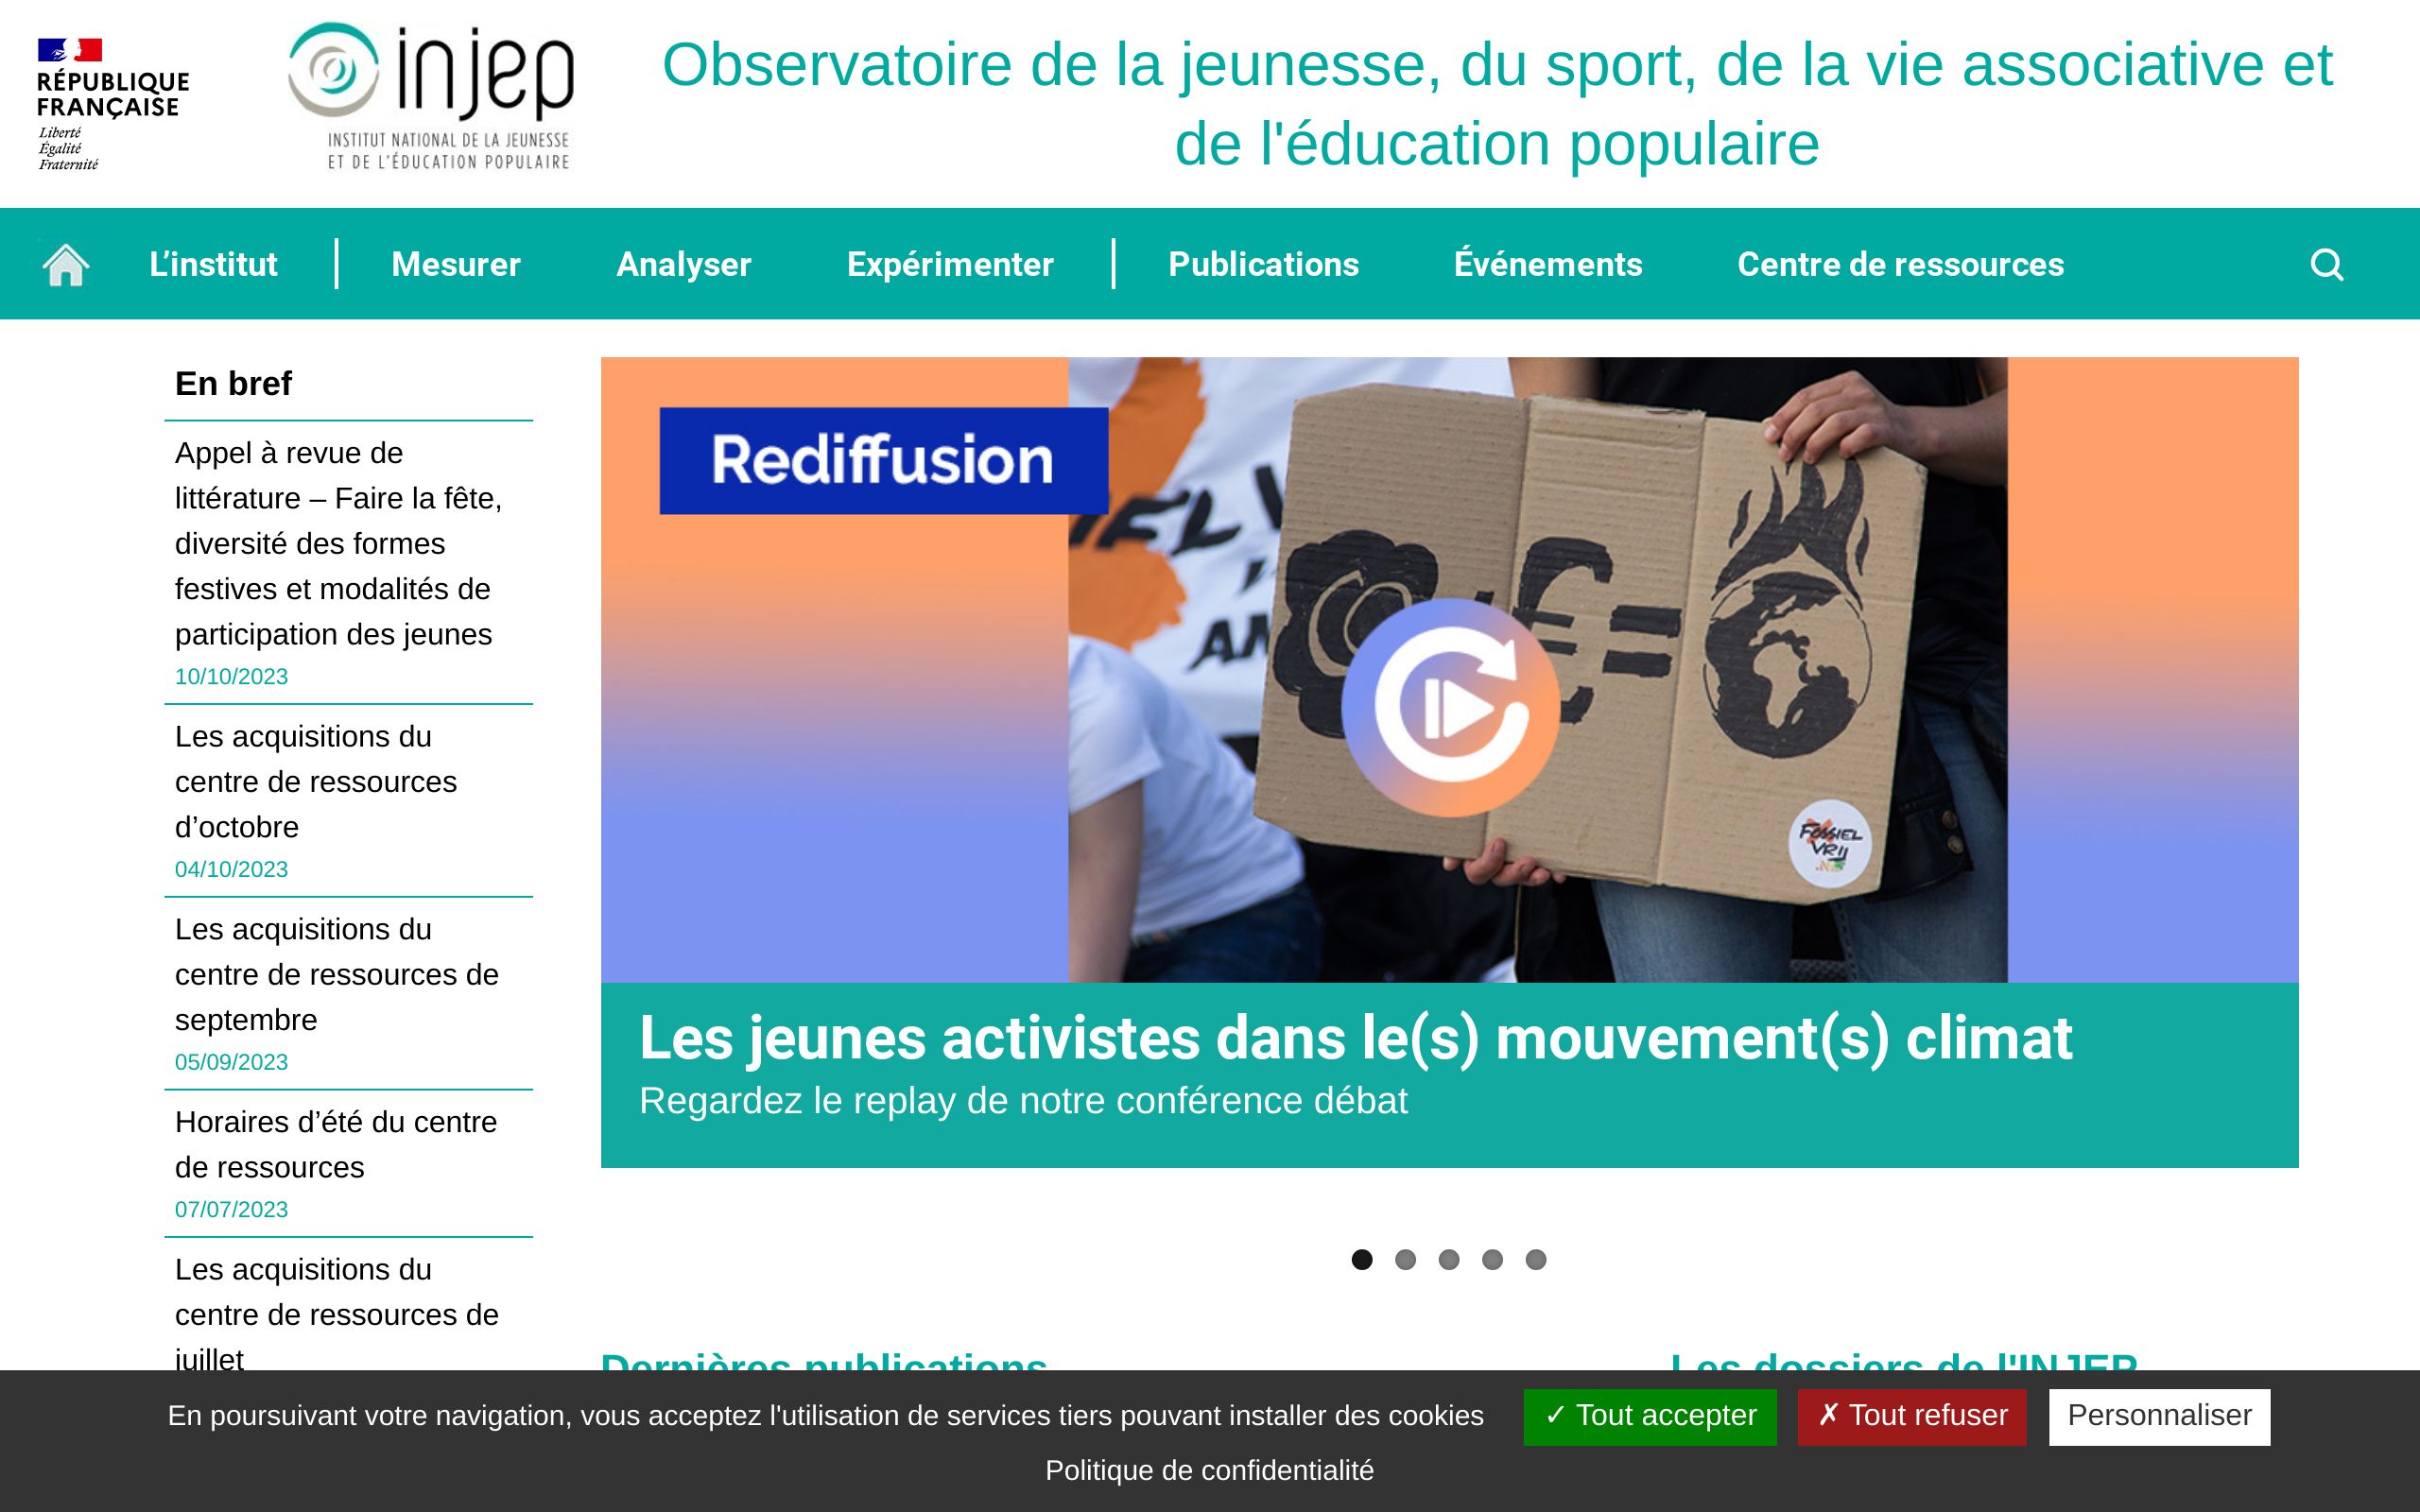 RÉPUBLIQUE
FRANÇAISE
Liberté
Égalité
Fraternité
injep
INSTITUT NATIONAL DE LA JEUNESSE
ET DE L'ÉDUCATION POPULAIRE
Observatoire de la jeunesse, du sport, de la vie associative et
de l'éducation populaire
L’institut
Mesurer
Analyser
Expérimenter
Publications
Événements
Centre de ressources
En bref
Appel à revue de
littérature – Faire la fête,
diversité des formes
festives et modalités de
participation des jeunes
10/10/2023
Les acquisitions du
centre de ressources
d’octobre
04/10/2023
Les acquisitions du
centre de ressources de
septembre
05/09/2023
Horaires d’été du centre
de ressources
07/07/2023
Les acquisitions du
centre de ressources de
juillet
Rediffusion
€ =
FOSSIEL
VRIJ
Les jeunes activistes dans le(s) mouvement(s) climat
Regardez le replay de notre conférence débat
Dernières publications
Les dossiers de l'INJEP
En poursuivant votre navigation, vous acceptez l'utilisation de services tiers pouvant installer des cookies
✓ Tout accepter
✗ Tout refuser
Personnaliser
Politique de confidentialité